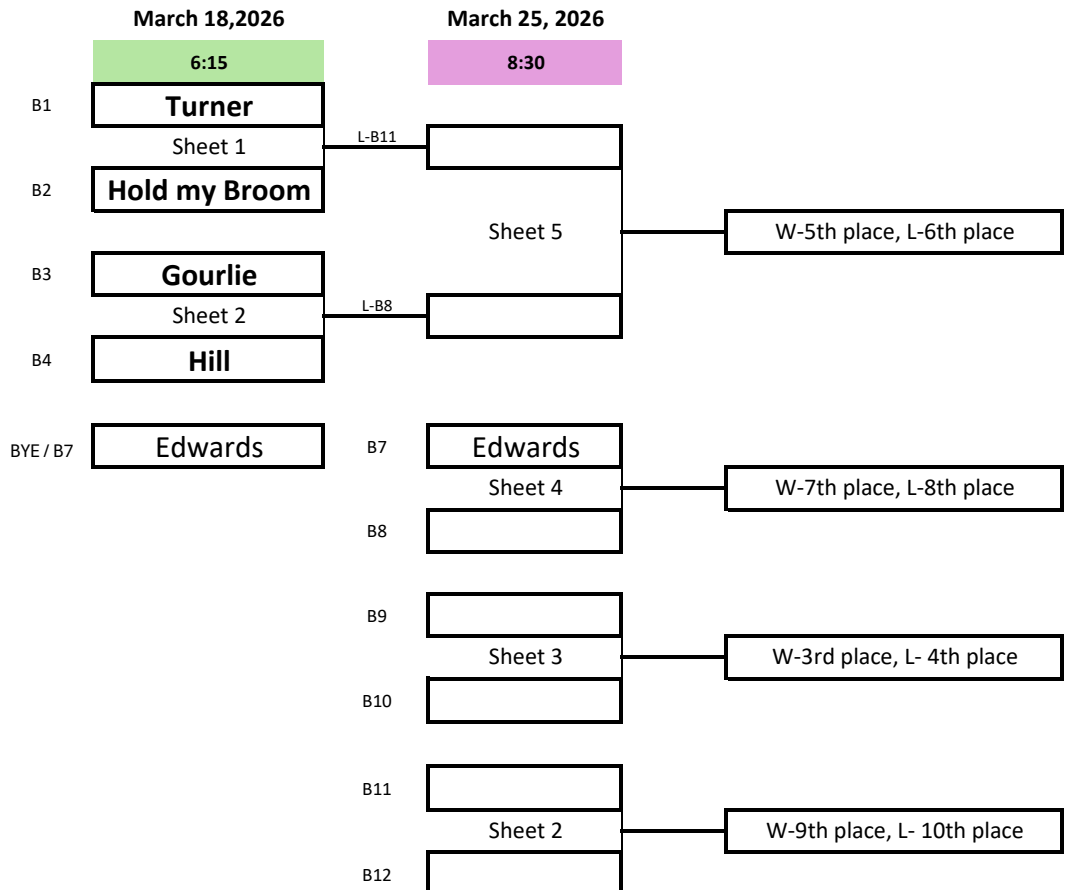 March 18,2026 March 25, 2026
6:15 8:30
B1 Turner
Sheet 1 L-B11
B2 Hold my Broom
Sheet 5 W-5th place, L-6th place
B3 Gourlie
Sheet 2 L-B8
B4 Hill
BYE / B7 Edwards B7 Edwards
Sheet 4 W-7th place, L-8th place
B8
B9
Sheet 3 W-3rd place, L- 4th place
B10
B11
Sheet 2 W-9th place, L- 10th place
B12